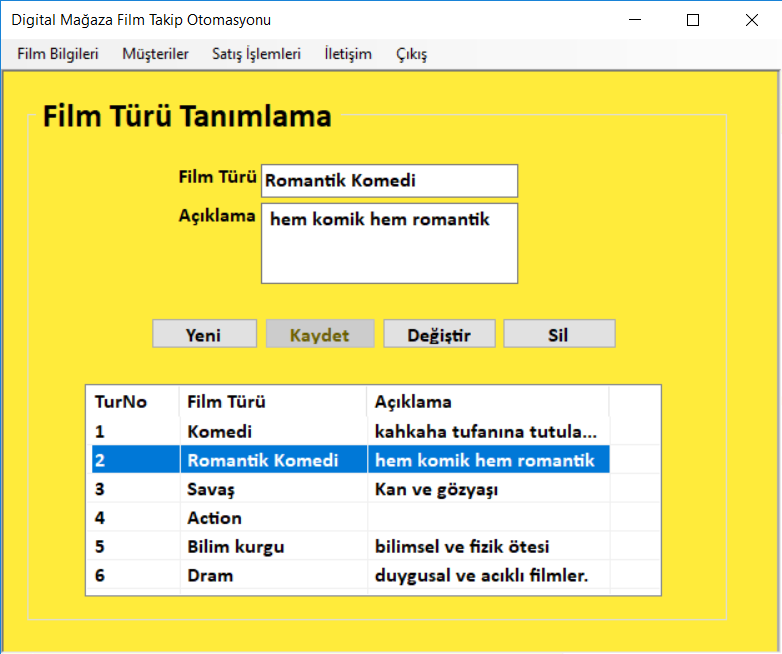 Digital Mağaza Film Takip Otomasyonu
Film Bilgileri Müşteriler Satış İşlemleri İletişim Çıkış
Film Türü Tanımlama
Film Türü Romantik Komedi
Açıklama hem komik hem romantik
Yeni Kaydet Değiştir Sil
TurNo Film Türü Açıklama
1 Komedi kahkaha tufanına tutula...
2 Romantik Komedi hem komik hem romantik
3 Savaş Kan ve gözyaşı
4 Action
5 Bilim kurgu bilimsel ve fizik ötesi
6 Dram duygusal ve acıklı filmler.